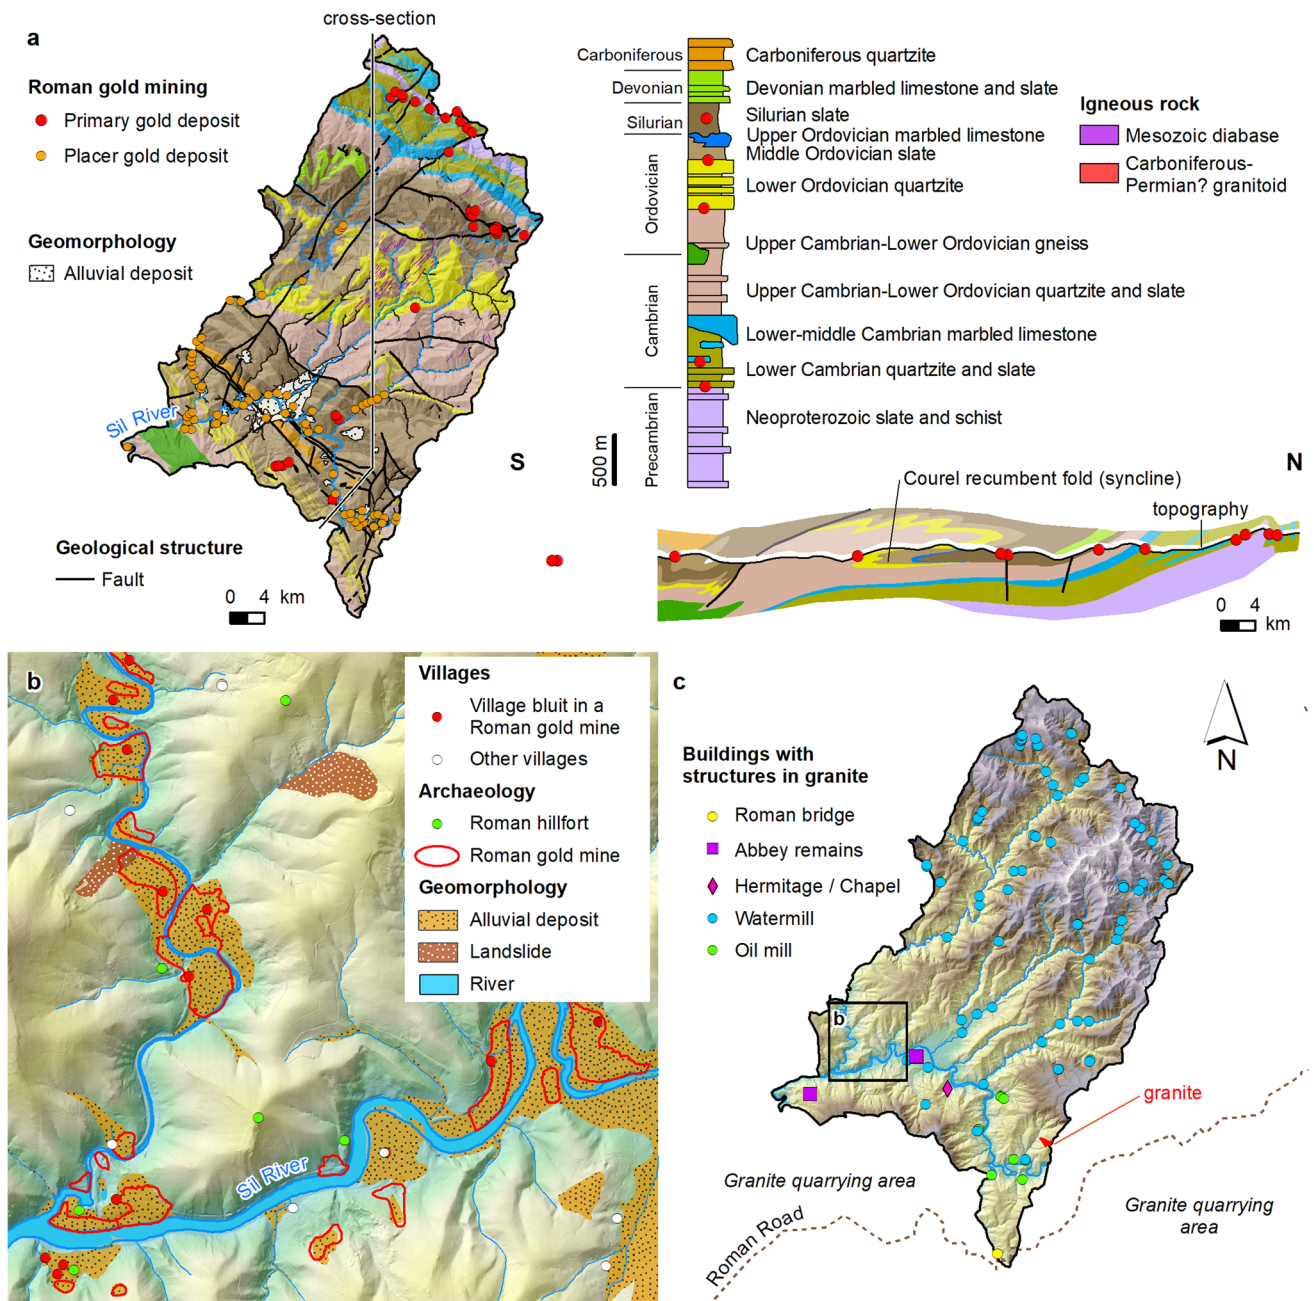 a
cross-section
Roman gold mining
Primary gold deposit
Placer gold deposit
Geomorphology
Alluvial deposit
Sil River
Geological structure
Fault
0 4 km
Carboniferous
Devonian
Silurian
Ordovician
Cambrian
Precambrian
500 m
Carboniferous quartzite
Devonian marbled limestone and slate
Silurian slate
Upper Ordovician marbled limestone
Middle Ordovician slate
Lower Ordovician quartzite
Upper Cambrian-Lower Ordovician gneiss
Upper Cambrian-Lower Ordovician quartzite and slate
Lower-middle Cambrian marbled limestone
Lower Cambrian quartzite and slate
Neoproterozoic slate and schist
Igneous rock
Mesozoic diabase
Carboniferous-
Permian? granitoid
S
N
Courel recumbent fold (syncline)
topography
0 4
km
b
Villages
Village bluit in a
Roman gold mine
Other villages
Archaeology
Roman hillfort
Roman gold mine
Geomorphology
Alluvial deposit
Landslide
River
Sil River
c
N
Buildings with
structures in granite
Roman bridge
Abbey remains
Hermitage / Chapel
Watermill
Oil mill
b
granite
Granite quarrying area
Granite quarrying
area
Roman Road